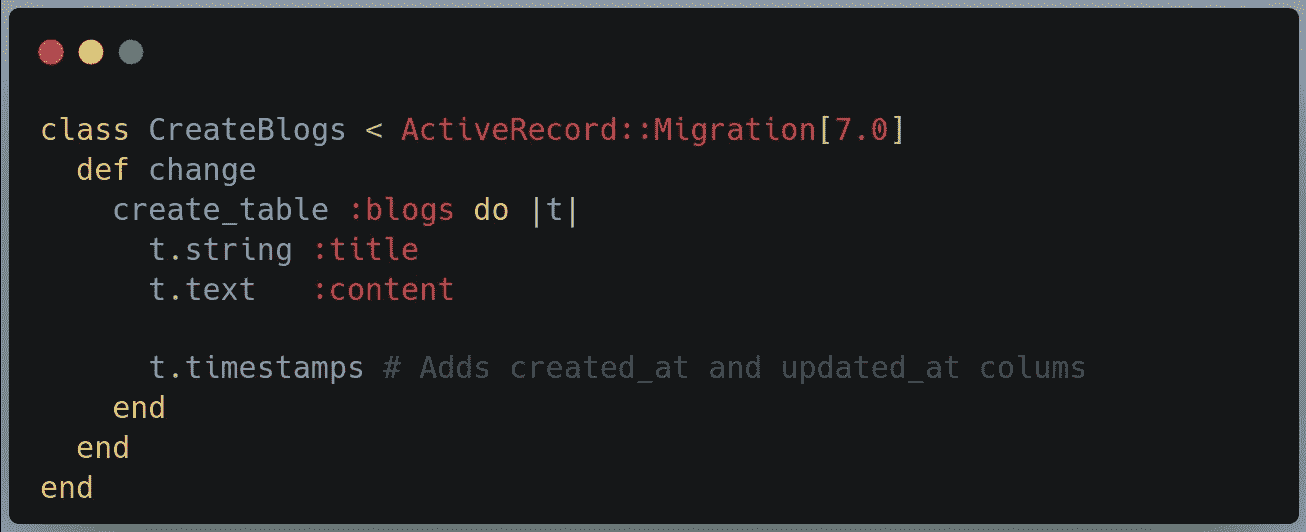 class CreateBlogs < ActiveRecord::Migration[7.0]
  def change
    create_table :blogs do |t|
      t.string :title
      t.text   :content

      t.timestamps # Adds created_at and updated_at colums
    end
  end
end